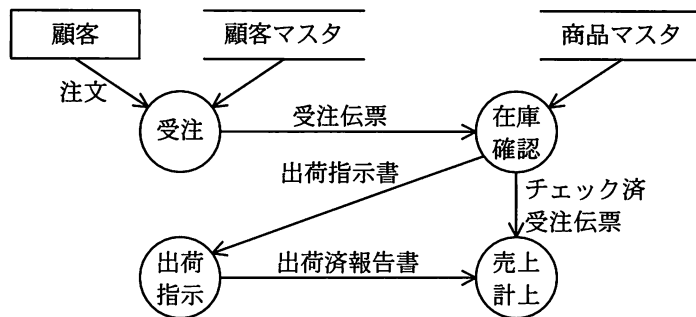 顧客
顧客マスタ
商品マスタ
注文
受注
受注伝票
在庫
確認
出荷指示書
チェック済
受注伝票
出荷
指示
出荷済報告書
売上
計上